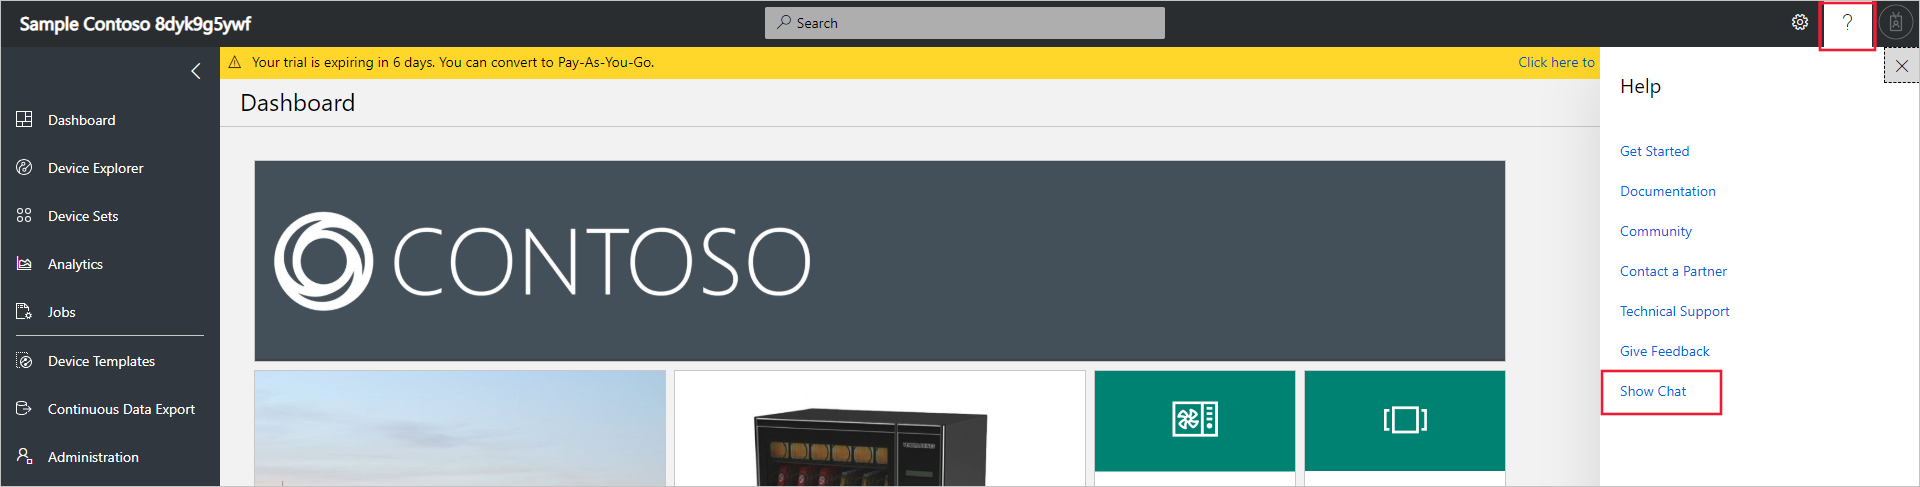 Sample Contoso 8dyk9g5ywf
Search
?
Your trial is expiring in 6 days. You can convert to Pay-As-You-Go.
Click here to
Dashboard
Device Explorer
Device Sets
Analytics
Jobs
Device Templates
Continuous Data Export
Administration
Dashboard
CONTOSO
Help
Get Started
Documentation
Community
Contact a Partner
Technical Support
Give Feedback
Show Chat